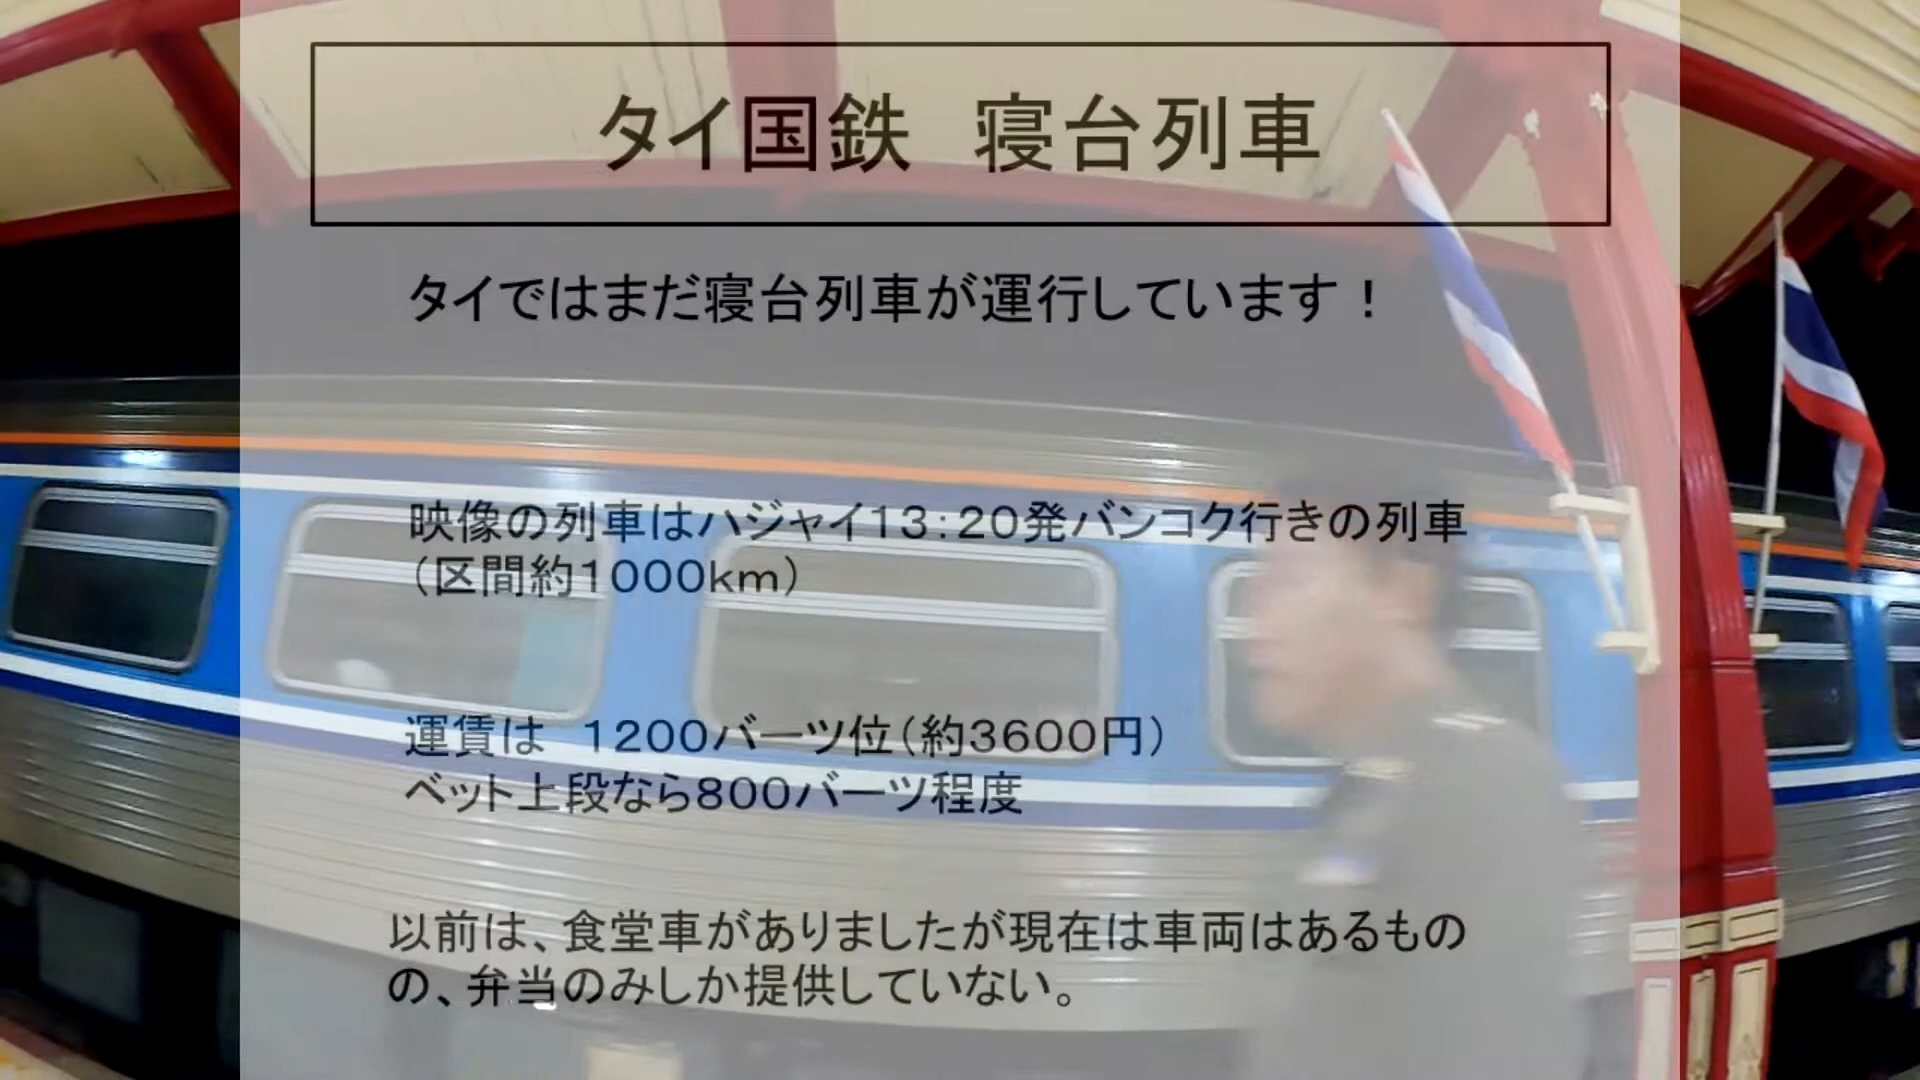 タイ国鉄　寝台列車
タイではまだ寝台列車が運行しています！
映像の列車はハジャイ１３：２０発バンコク行きの列車
（区間約１０００ｋｍ）
運賃は　１２００バーツ位（約３６００円）
ベット上段なら８００バーツ程度
以前は、食堂車がありましたが現在は車両はあるもの
の、弁当のみしか提供していない。